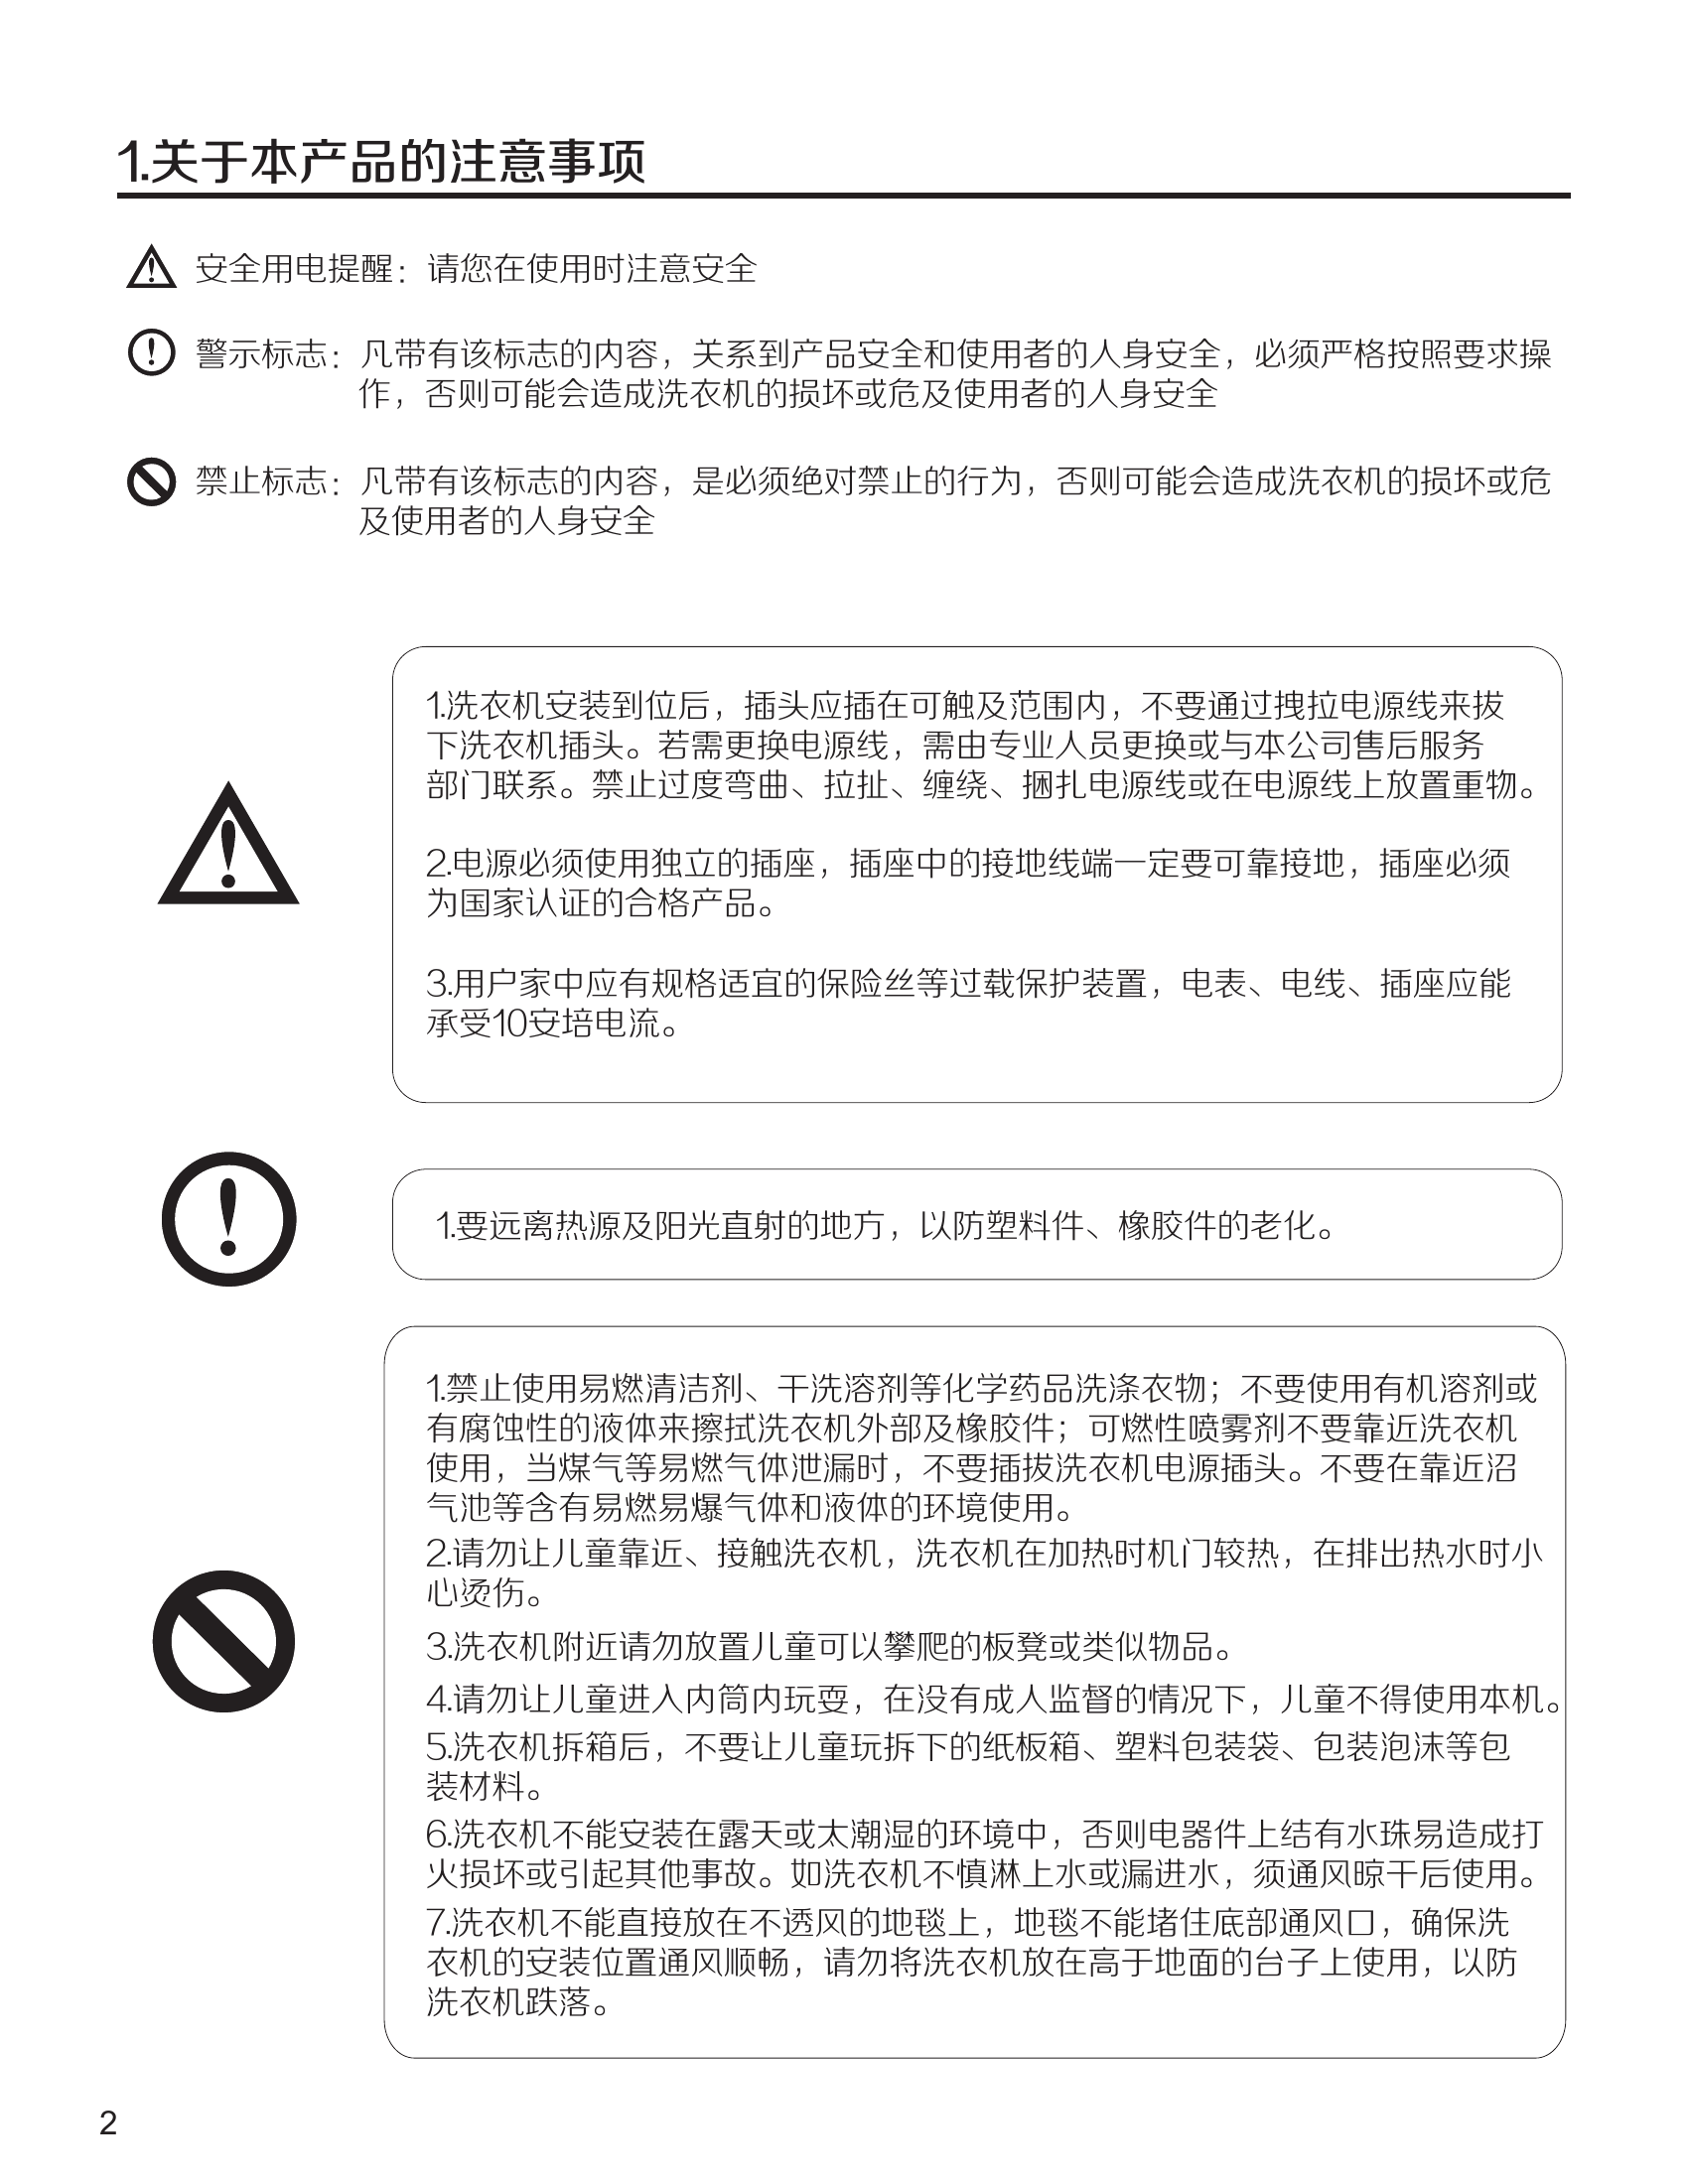 1.关于本产品的注意事项
安全用电提醒：请您在使用时注意安全
警示标志：凡带有该标志的内容，关系到产品安全和使用者的人身安全，必须严格按照要求操
作，否则可能会造成洗衣机的损坏或危及使用者的人身安全
禁止标志：凡带有该标志的内容，是必须绝对禁止的行为，否则可能会造成洗衣机的损坏或危
及使用者的人身安全
1.洗衣机安装到位后，插头应插在可触及范围内，不要通过拽拉电源线来拔
下洗衣机插头。若需更换电源线，需由专业人员更换或与本公司售后服务
部门联系。禁止过度弯曲、拉扯、缠绕、捆扎电源线或在电源线上放置重物。
2.电源必须使用独立的插座，插座中的接地线端一定要可靠接地，插座必须
为国家认证的合格产品。
3.用户家中应有规格适宜的保险丝等过载保护装置，电表、电线、插座应能
承受10安培电流。
1.要远离热源及阳光直射的地方，以防塑料件、橡胶件的老化。
1.禁止使用易燃清洁剂、干洗溶剂等化学药品洗涤衣物；不要使用有机溶剂或
有腐蚀性的液体来擦拭洗衣机外部及橡胶件；可燃性喷雾剂不要靠近洗衣机
使用，当煤气等易燃气体泄漏时，不要插拔洗衣机电源插头。不要在靠近沼
气池等含有易燃易爆气体和液体的环境使用。
2.请勿让儿童靠近、接触洗衣机，洗衣机在加热时机门较热，在排出热水时小
心烫伤。
3.洗衣机附近请勿放置儿童可以攀爬的板凳或类似物品。
4.请勿让儿童进入内筒内玩耍，在没有成人监督的情况下，儿童不得使用本机。
5.洗衣机拆箱后，不要让儿童玩拆下的纸板箱、塑料包装袋、包装泡沫等包
装材料。
6.洗衣机不能安装在露天或太潮湿的环境中，否则电器件上结有水珠易造成打
火损坏或引起其他事故。如洗衣机不慎淋上水或漏进水，须通风晾干后使用。
7.洗衣机不能直接放在不透风的地毯上，地毯不能堵住底部通风口，确保洗
衣机的安装位置通风顺畅，请勿将洗衣机放在高于地面的台子上使用，以防
洗衣机跌落。
2